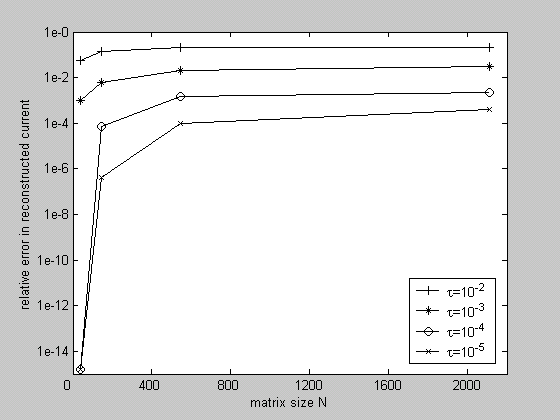 1e-0
1e-2
1e-4
1e-6
1e-8
1e-10
1e-12
1e-14
relative error in reconstructed current
0
400
800
1200
1600
2000
matrix size N
τ=10-2
τ=10-3
τ=10-4
τ=10-5